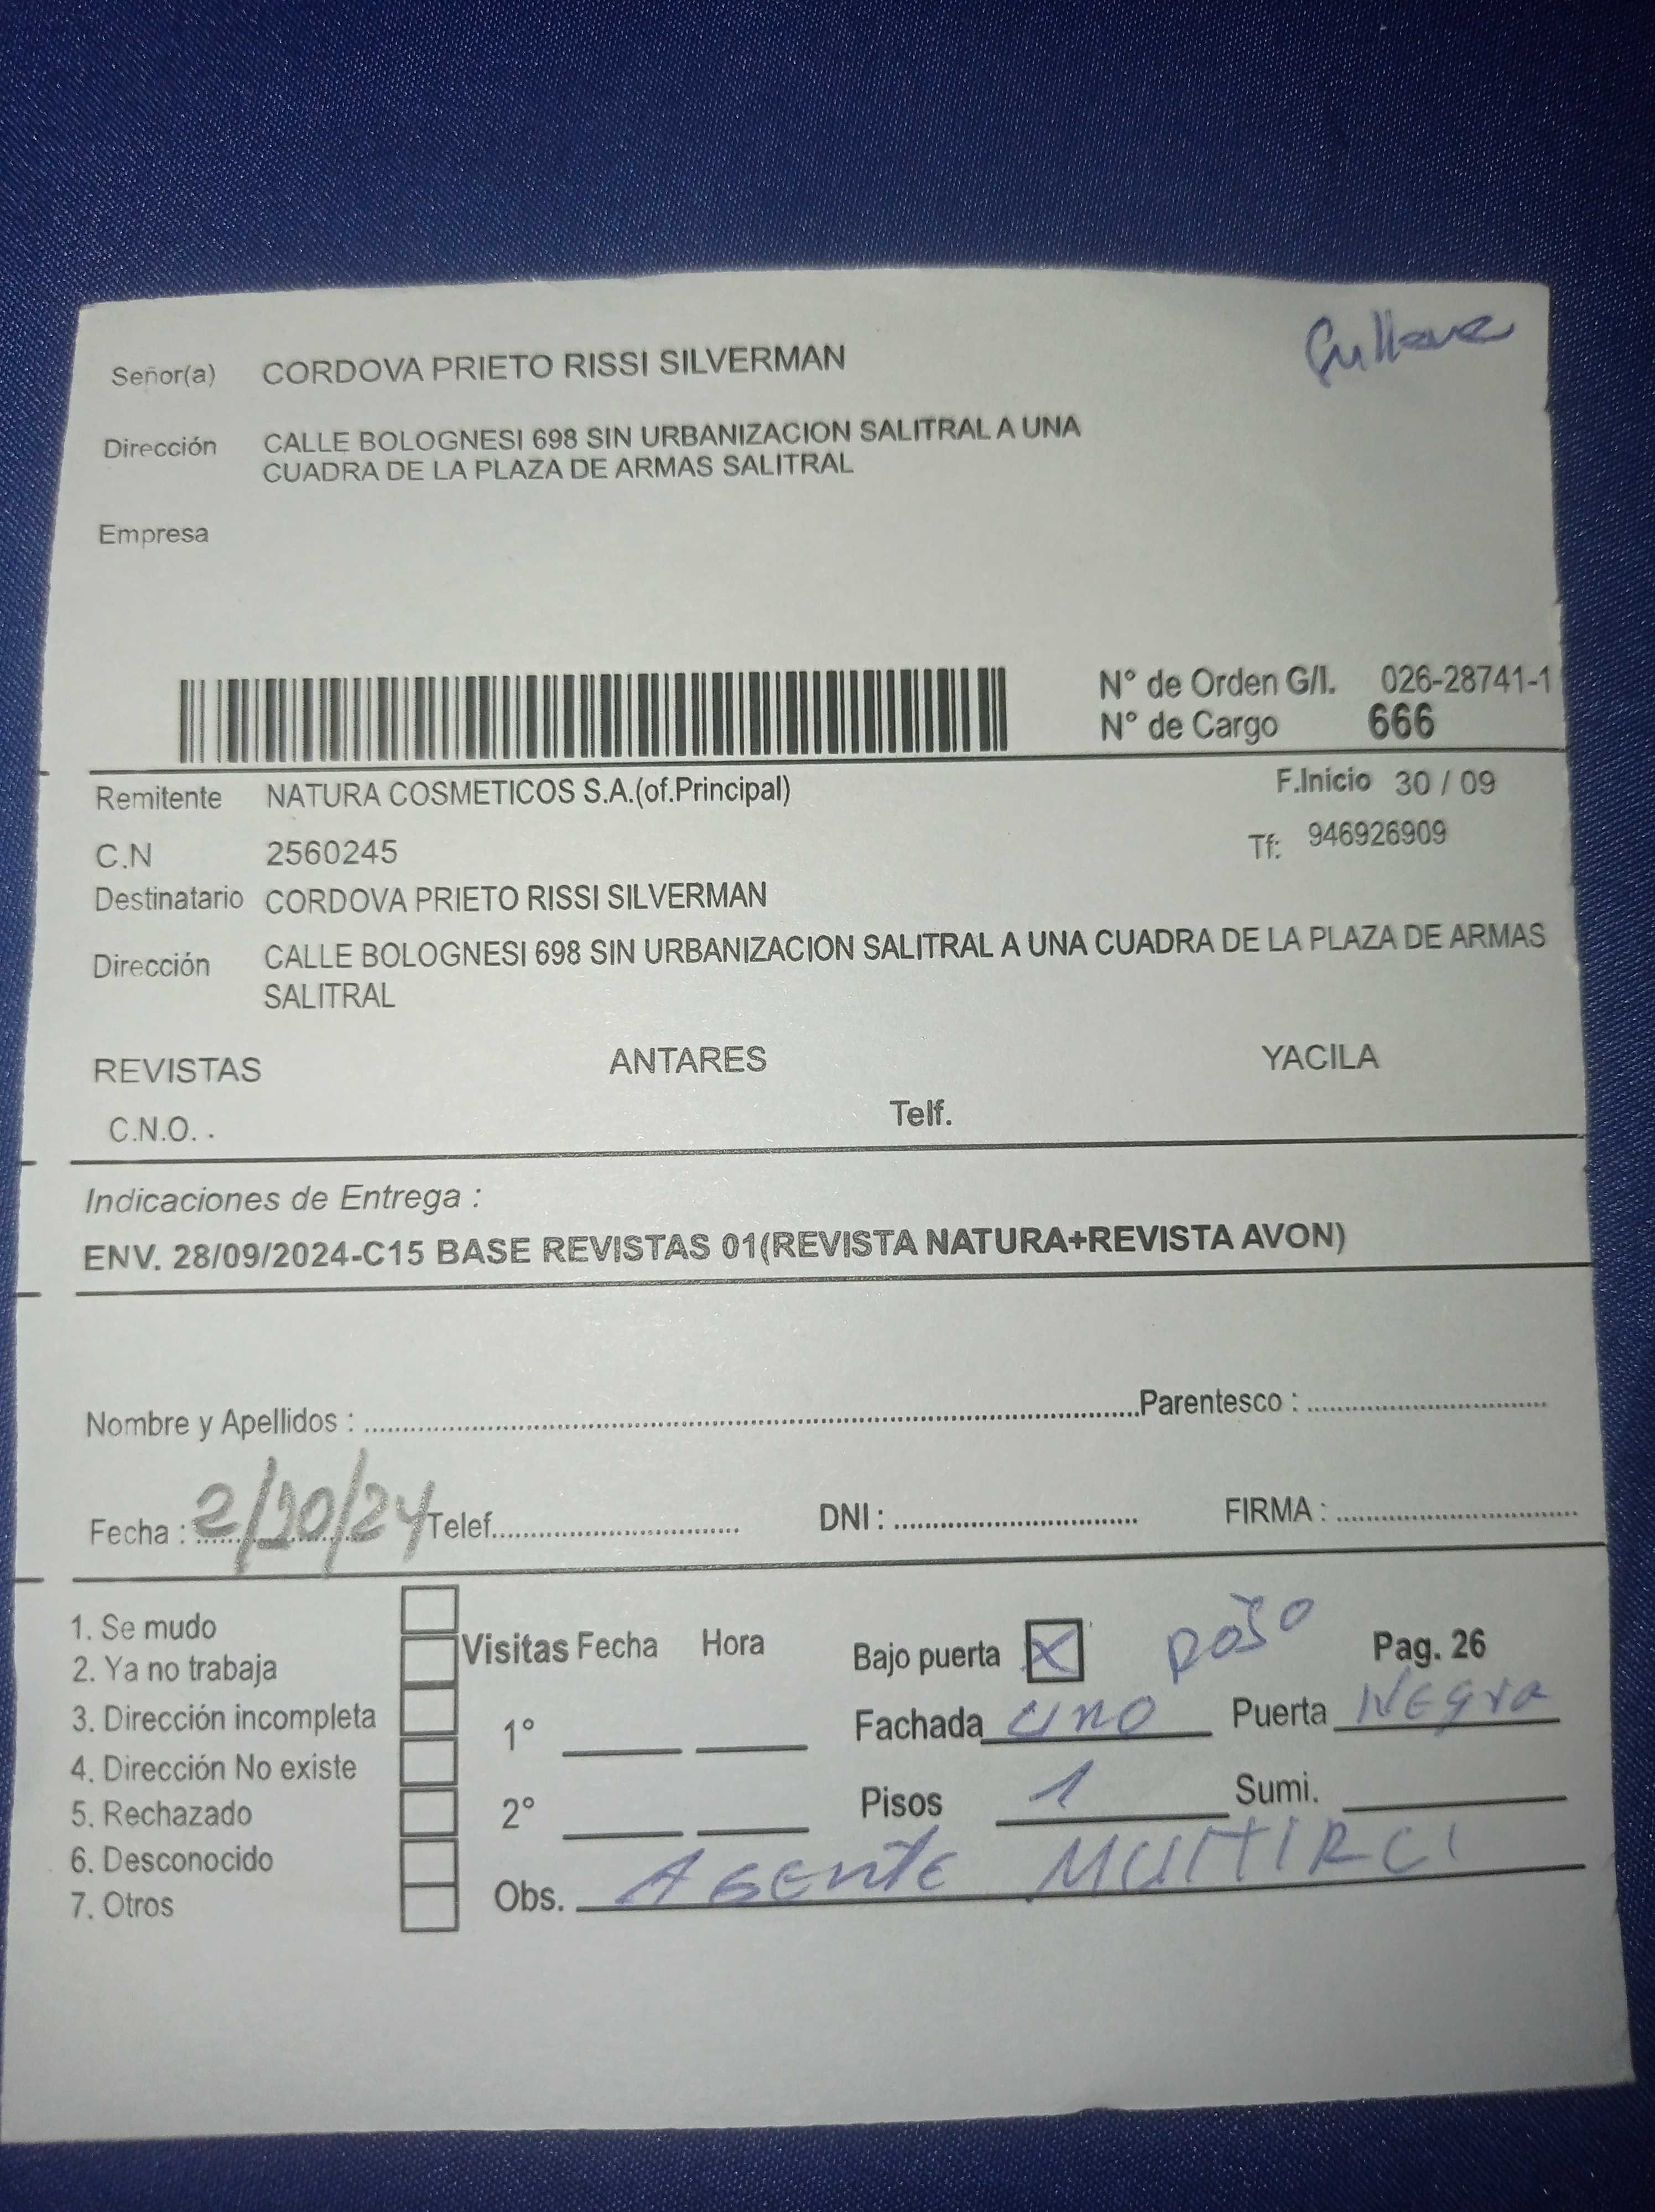 Señor(a) CORDOVA PRIETO RISSI SILVERMAN
Dirección CALLE BOLOGNESI 698 SIN URBANIZACION SALITRAL A UNA
CUADRA DE LA PLAZA DE ARMAS SALITRAL
Empresa
N° de Orden G/I. 026-28741-1
N° de Cargo 666
Remitente NATURA COSMETICOS S.A.(of.Principal) F.Inicio 30 / 09
C.N 2560245 Tf: 946926909
Destinatario CORDOVA PRIETO RISSI SILVERMAN
Dirección CALLE BOLOGNESI 698 SIN URBANIZACION SALITRAL A UNA CUADRA DE LA PLAZA DE ARMAS
SALITRAL
REVISTAS ANTARES YACILA
C.N.O. . Telf.
Indicaciones de Entrega :
ENV. 28/09/2024-C15 BASE REVISTAS 01(REVISTA NATURA+REVISTA AVON)
Nombre y Apellidos : Parentesco :
Fecha : 2/10/24 Telef. DNI : FIRMA :
1. Se mudo
2. Ya no trabaja
3. Dirección incompleta
4. Dirección No existe
5. Rechazado
6. Desconocido
7. Otros
Visitas Fecha Hora
1°
2°
Bajo puerta X Pag. 26
Fachada uno Puerta Negra
Pisos 1 Sumi.
Obs. Agente